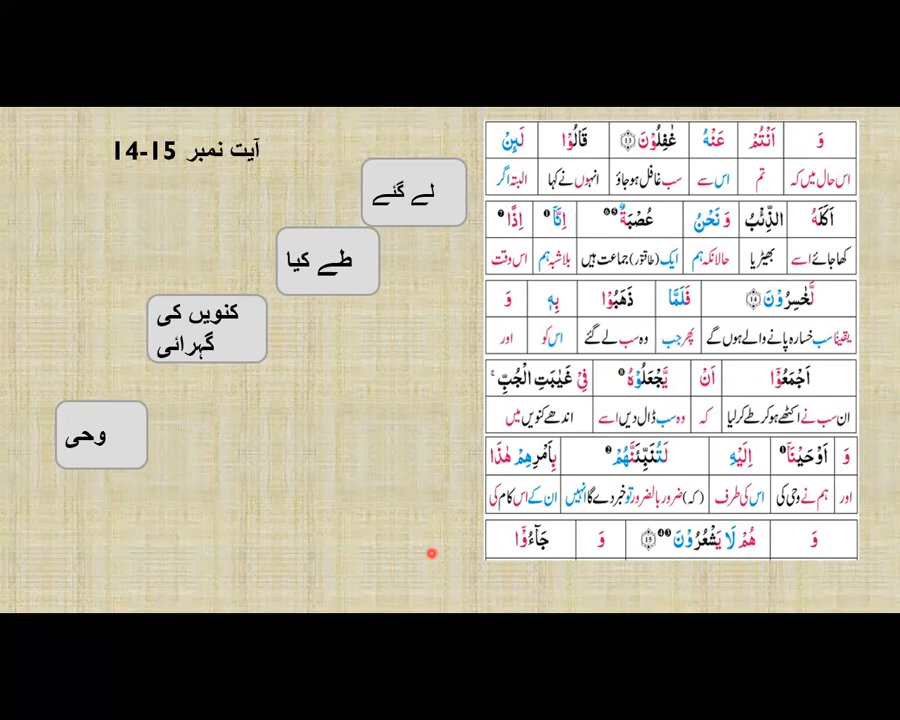 آیت نمبر 15-14
لے گئے
طے کیا
کنویں کی
گہرائی
وحی
وَ اَنْتُمْ عَنْهُ غٰفِلُوْنَ ۝۱۳ قَالُوْا لَىِٕنْ
اس حال میں کہ تم اس سے سب غافل ہو جاؤ انہوں نے کہا البتہ اگر
اَكَلَهُ الذِّئْبُ وَ نَحْنُ عُصْبَةٌ اِنَّاۤ اِذًا
کھا جائے اسے بھیڑیا حالانکہ ہم ایک (طاقتور) جماعت ہیں بلاشبہ ہم اس وقت
لَّخٰسِرُوْنَ ۝۱۴ فَلَمَّا ذَهَبُوْا بِهٖ وَ
یقیناً سب خسارہ پانے والے ہوں گے پھر جب وہ سب لے گئے اس کو اور
اَجْمَعُوْۤا اَنْ يَّجْعَلُوْهُ فِيْ غَيٰبَتِ الْجُبِّ ۚ
ان سب نے اکٹھے ہو کر طے کر لیا کہ وہ سب ڈال دیں اسے اندھے کنویں میں
وَ اَوْحَيْنَاۤ اِلَيْهِ لَتُنَبِّئَنَّهُمْ بِاَمْرِهِمْ هٰذَا
اور ہم نے وحی کی اس کی طرف (کہ) ضرور بالضرور تو خبر دے گا انہیں ان کے اس کام کی
وَ هُمْ لَا يَشْعُرُوْنَ ۝۱۵ وَ جَآءُوْۤا